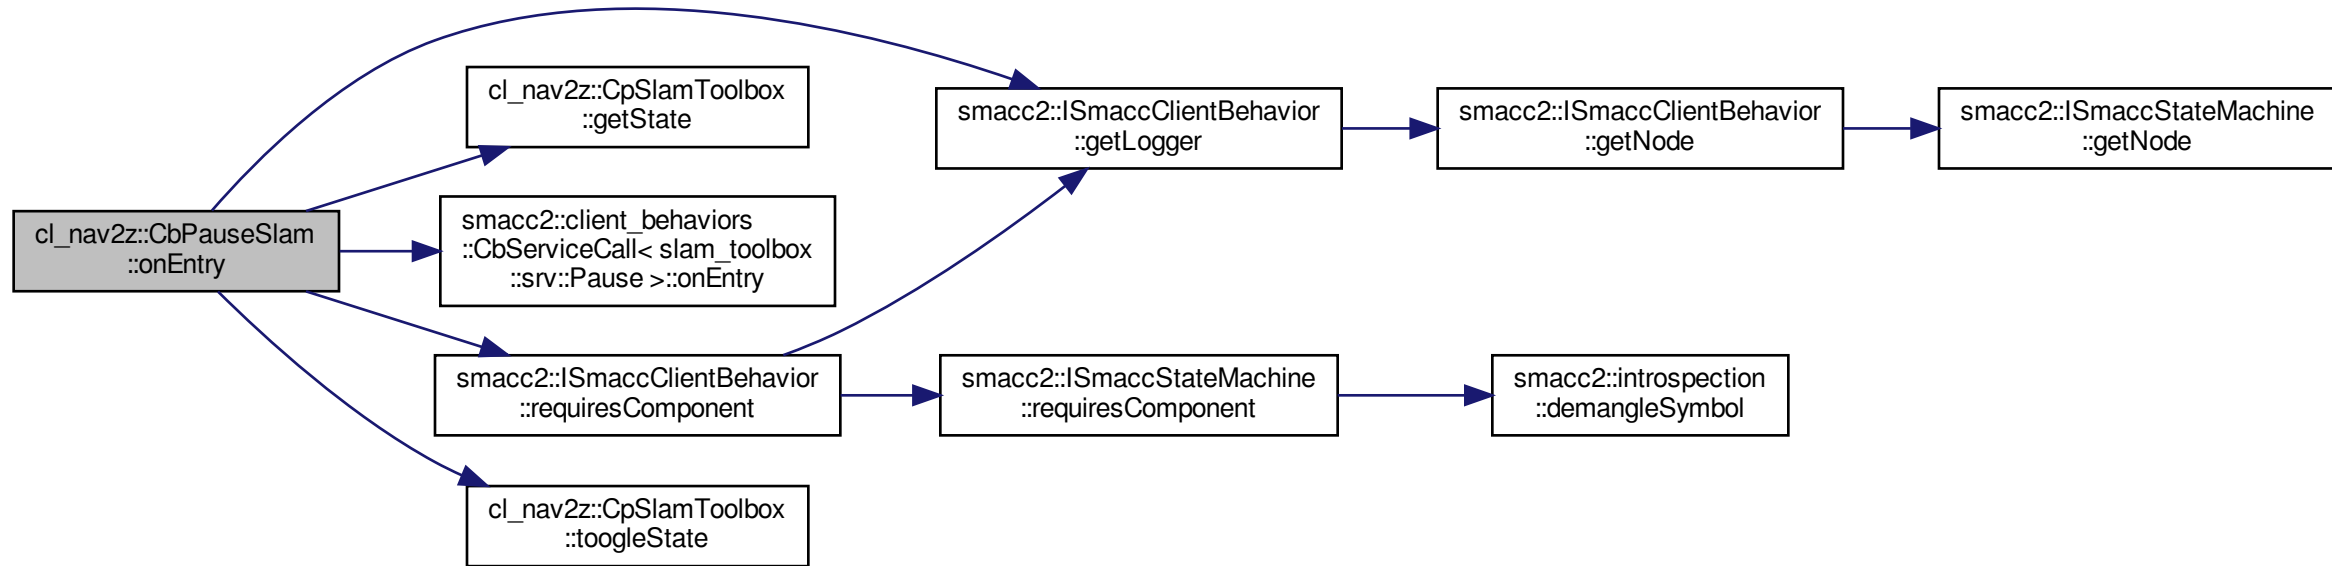 cl_nav2z::CbPauseSlam
::onEntry
cl_nav2z::CpSlamToolbox
::getState
smacc2::client_behaviors
::CbServiceCall< slam_toolbox
::srv::Pause >::onEntry
smacc2::ISmaccClientBehavior
::requiresComponent
cl_nav2z::CpSlamToolbox
::toogleState
smacc2::ISmaccClientBehavior
::getLogger
smacc2::ISmaccStateMachine
::requiresComponent
smacc2::ISmaccClientBehavior
::getNode
smacc2::introspection
::demangleSymbol
smacc2::ISmaccStateMachine
::getNode